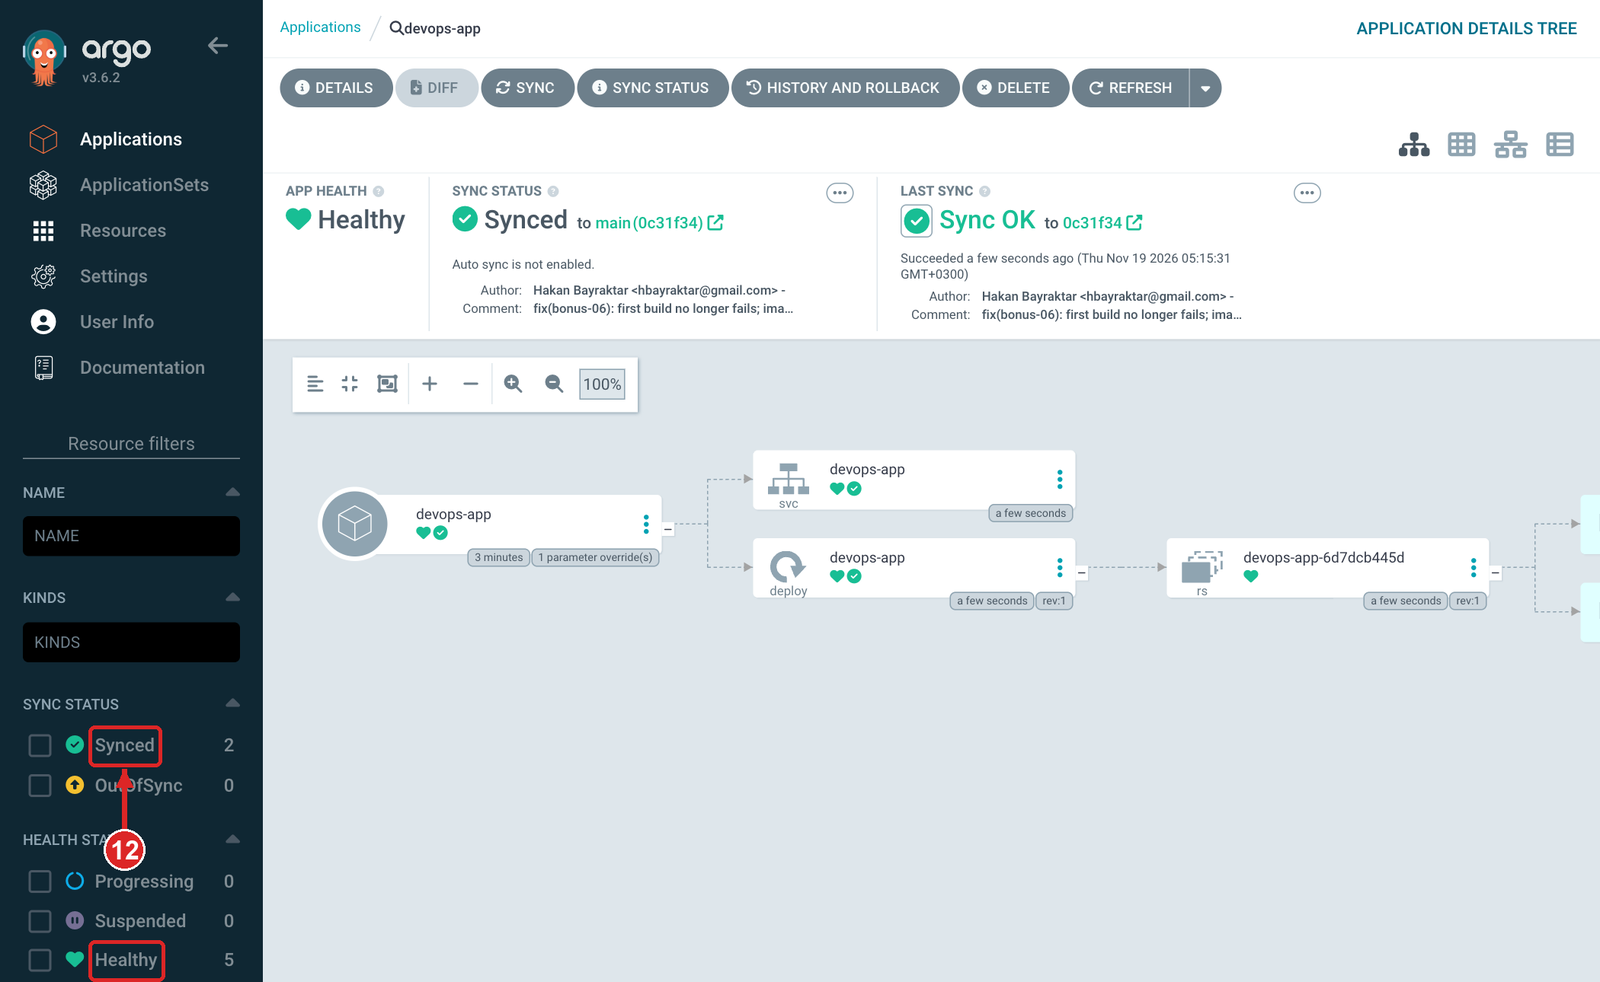 argo
v3.6.2
Applications
ApplicationSets
Resources
Settings
User Info
Documentation
Resource filters
NAME
NAME
KINDS
KINDS
SYNC STATUS
Synced 2
OutOfSync 0
HEALTH STA
12
Progressing 0
Suspended 0
Healthy 5
Applications / devops-app
APPLICATION DETAILS TREE
DETAILS DIFF SYNC SYNC STATUS HISTORY AND ROLLBACK DELETE REFRESH
APP HEALTH
Healthy
SYNC STATUS
Synced to main (0c31f34)
Auto sync is not enabled.
Author: Hakan Bayraktar <hbayraktar@gmail.com> -
Comment: fix(bonus-06): first build no longer fails; ima...
LAST SYNC
Sync OK to 0c31f34
Succeeded a few seconds ago (Thu Nov 19 2026 05:15:31
GMT+0300)
Author: Hakan Bayraktar <hbayraktar@gmail.com> -
Comment: fix(bonus-06): first build no longer fails; ima...
100%
devops-app
3 minutes 1 parameter override(s)
devops-app
svc
a few seconds
devops-app
deploy
a few seconds rev:1
devops-app-6d7dcb445d
rs
a few seconds rev:1